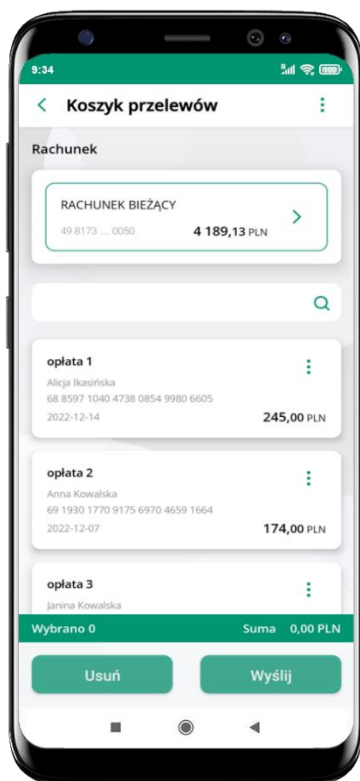 9:34
Koszyk przelewów
Rachunek
RACHUNEK BIEŻĄCY
49 8173 .... 0050 4 189,13 PLN
opłata 1
Alicja Ikasińska
68 8597 1040 4738 0854 9980 6605
2022-12-14 245,00 PLN
opłata 2
Anna Kowalska
69 1930 1770 9175 6970 4659 1664
2022-12-07 174,00 PLN
opłata 3
Janina Kowalska
Wybrano 0 Suma 0,00 PLN
Usuń Wyślij